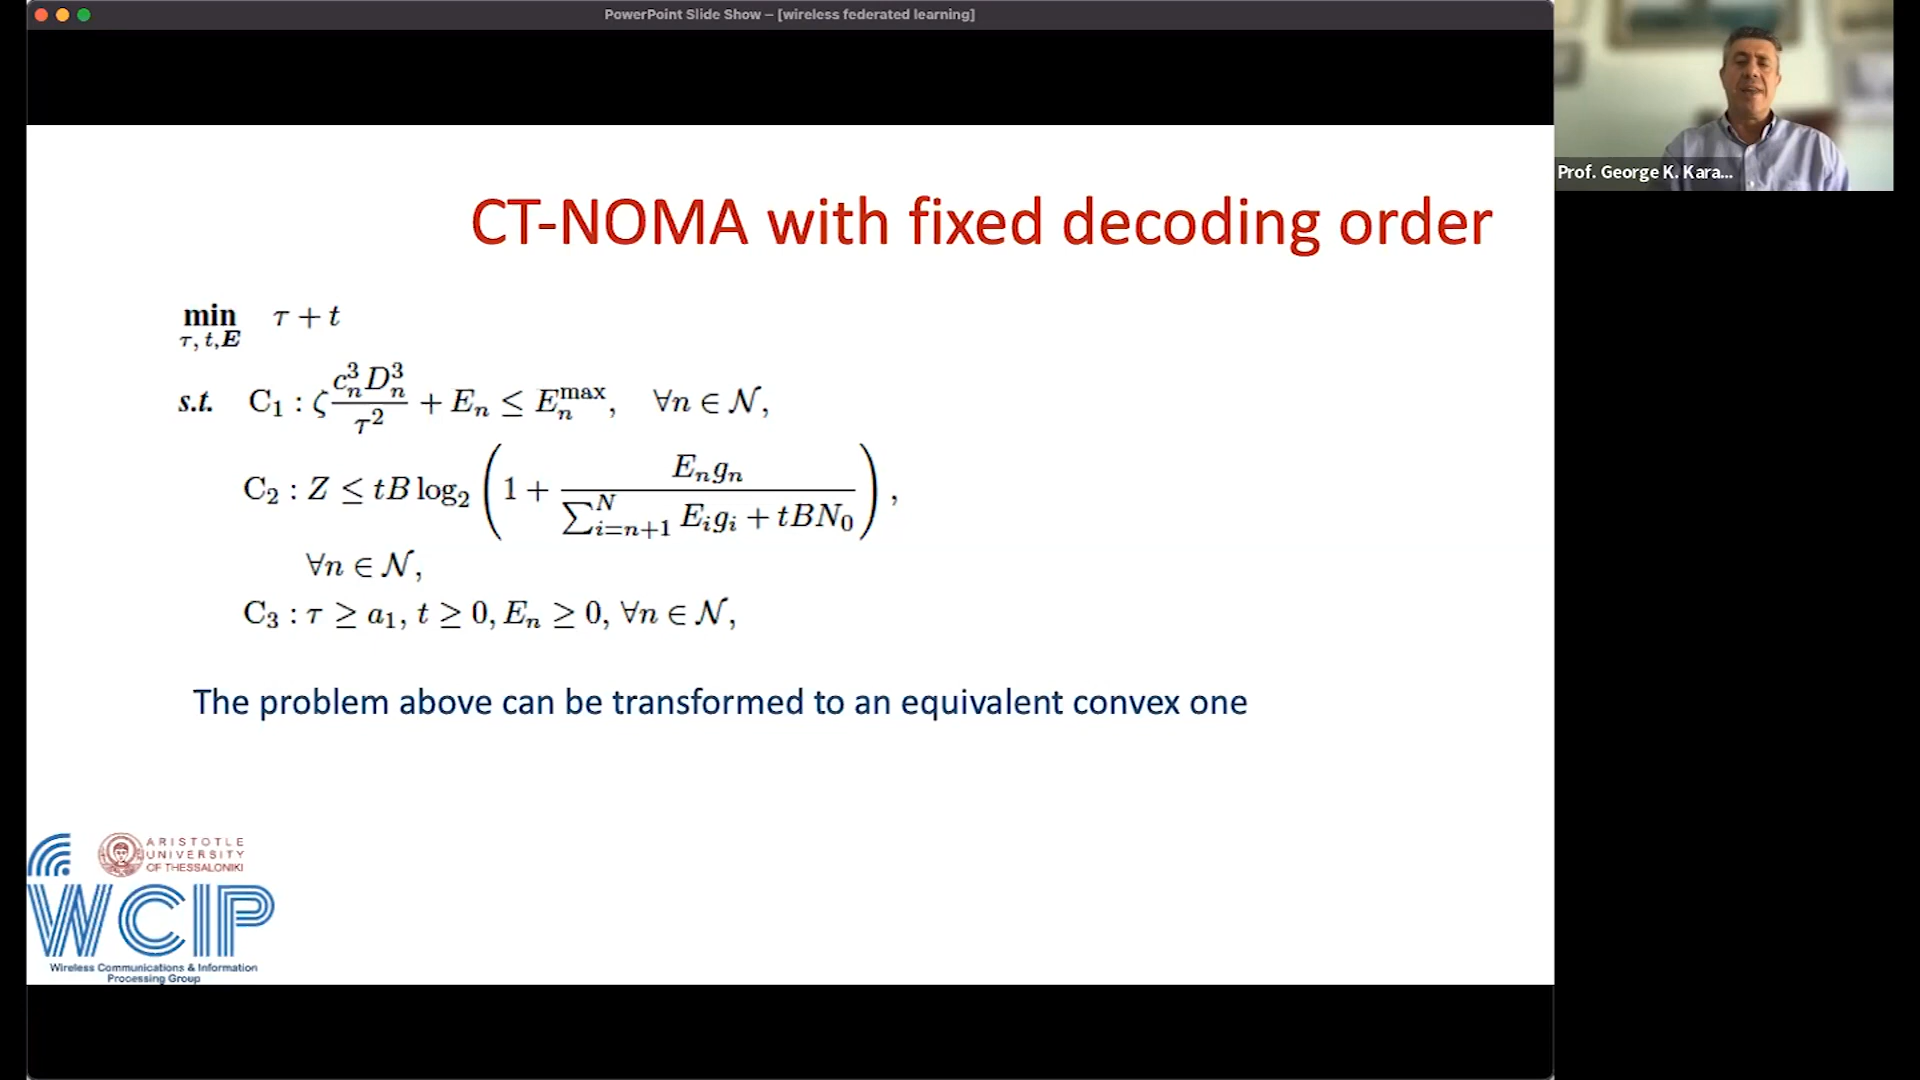 PowerPoint Slide Show – [wireless federated learning]
Prof. George K. Kara...
CT-NOMA with fixed decoding order
min τ + t
τ, t, E
s.t. C₁ : ζ c³ₙD³ₙ / τ² + Eₙ ≤ Eₙᵐᵃˣ, ∀n ∈ 𝒩,
C₂ : Z ≤ tB log₂ (1 + Eₙgₙ / (∑ᵢ₌ₙ₊₁ᴺ Eᵢgᵢ + tBN₀)),
∀n ∈ 𝒩,
C₃ : τ ≥ a₁, t ≥ 0, Eₙ ≥ 0, ∀n ∈ 𝒩,
The problem above can be transformed to an equivalent convex one
ARISTOTLE
UNIVERSITY
OF THESSALONIKI
WCIP
Wireless Communications & Information
Processing Group